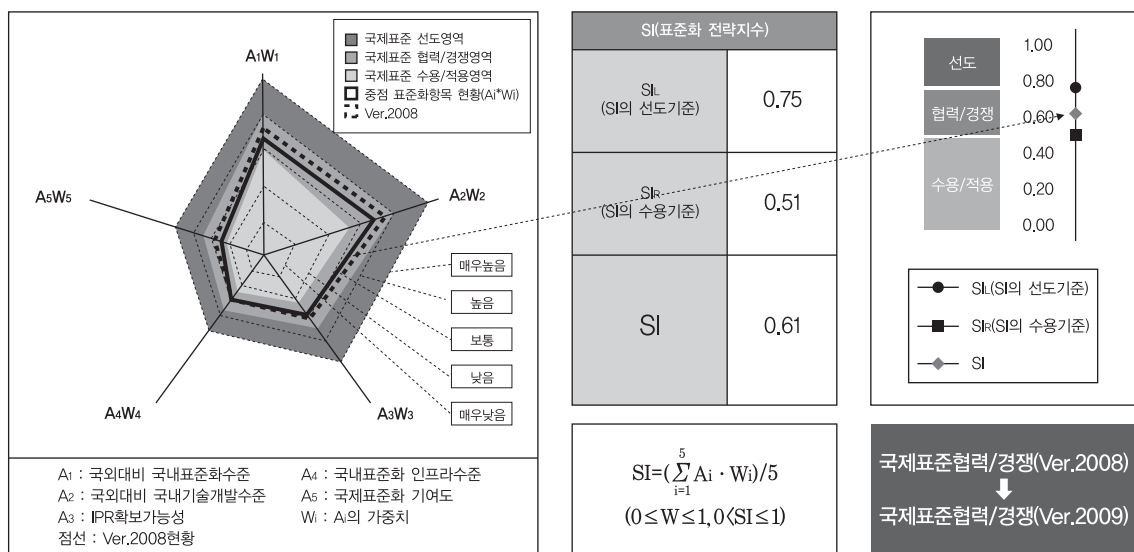 국제표준 선도영역
국제표준 협력/경쟁영역
국제표준 수용/적용영역
중점 표준화항목 현황(Ai*Wi)
Ver.2008
A1W1
A2W2
A5W5
A4W4
A3W3
매우높음
높음
보통
낮음
매우낮음
A1 : 국외대비 국내표준화수준
A2 : 국외대비 국내기술개발수준
A3 : IPR확보가능성
점선 : Ver.2008현황
A4 : 국내표준화 인프라수준
A5 : 국제표준화 기여도
Wi : Ai의 가중치
SI(표준화 전략지수)
SIL
(SI의 선도기준)
0.75
SIR
(SI의 수용기준)
0.51
SI
0.61
SI=(∑ Ai · Wi)/5
5
i=1
(0≤W≤1, 0〈SI≤1)
선도
협력/경쟁
수용/적용
1.00
0.80
0.60
0.40
0.20
0.00
SIL(SI의 선도기준)
SIR(SI의 수용기준)
SI
국제표준협력/경쟁(Ver.2008)
국제표준협력/경쟁(Ver.2009)